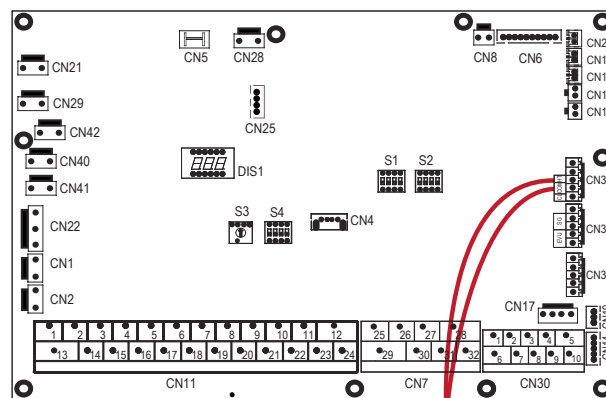 CN5
CN28
CN8
CN6
CN21
CN29
CN25
CN42
CN40
DIS1
S1
S2
CN41
CN22
S3
S4
CN4
SG
EVU
CN1
CN2
CN17
1 2 3 4 5 6 7 8 9 10 11 12
25 26 27 28
1 2 3 4 5
13 14 15 16 17 18 19 20 21 22 23 24
29 30 31 32
6 7 8 9 10
CN11
CN7
CN30